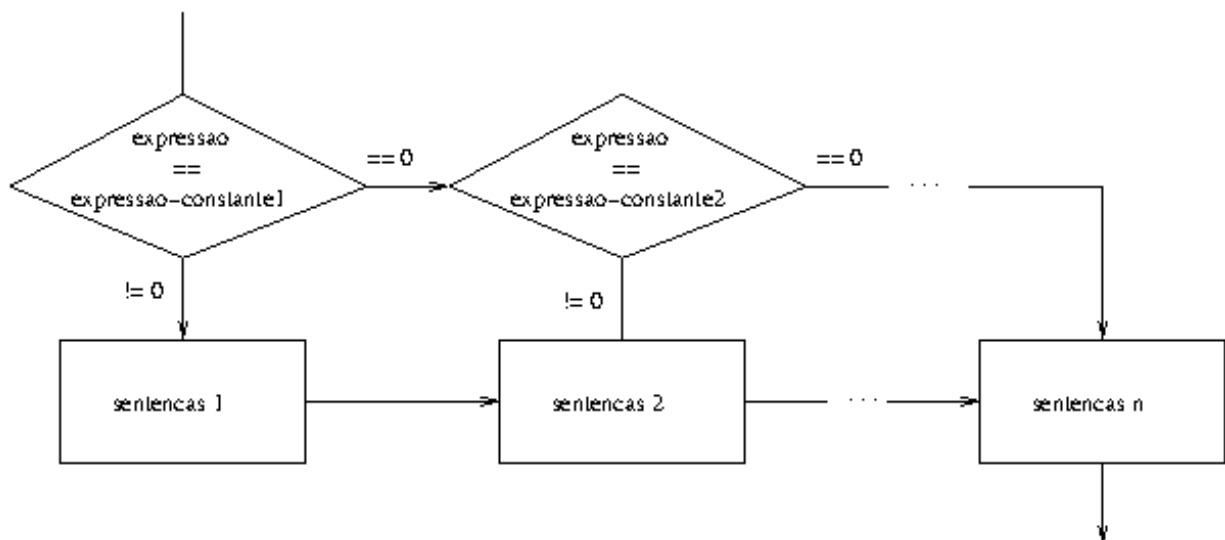 expressao
==
expressao-constante1
== 0
expressao
==
expressao-constante2
== 0
...
!= 0
!= 0
sentencas 1
sentencas 2
...
sentencas n